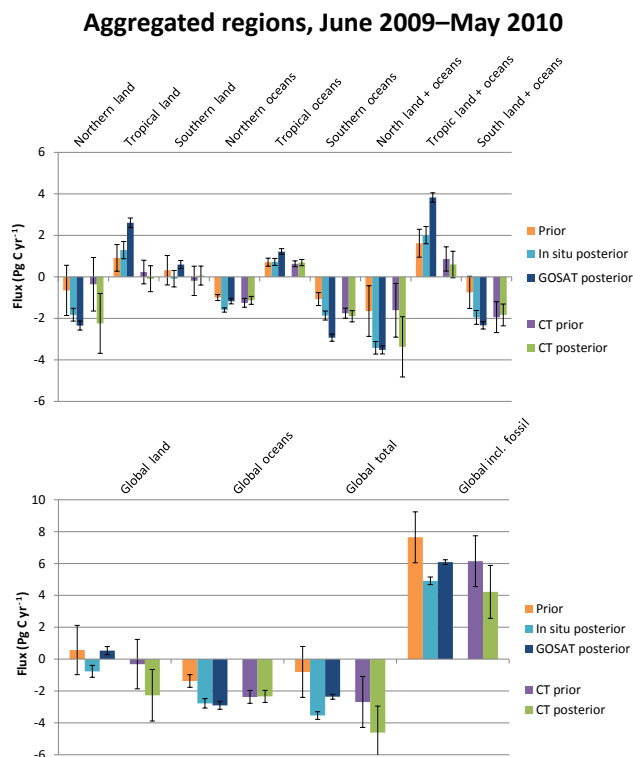 Aggregated regions, June 2009–May 2010
Northern land
Tropical land
Southern land
Northern oceans
Tropical oceans
Southern oceans
North land + oceans
Tropic land + oceans
South land + oceans
6
4
2
0
-2
-4
-6
Flux (Pg C yr⁻¹)
Prior
In situ posterior
GOSAT posterior
CT prior
CT posterior
Global land
Global oceans
Global total
Global incl. fossil
10
8
6
4
2
0
-2
-4
-6
Flux (Pg C yr⁻¹)
Prior
In situ posterior
GOSAT posterior
CT prior
CT posterior